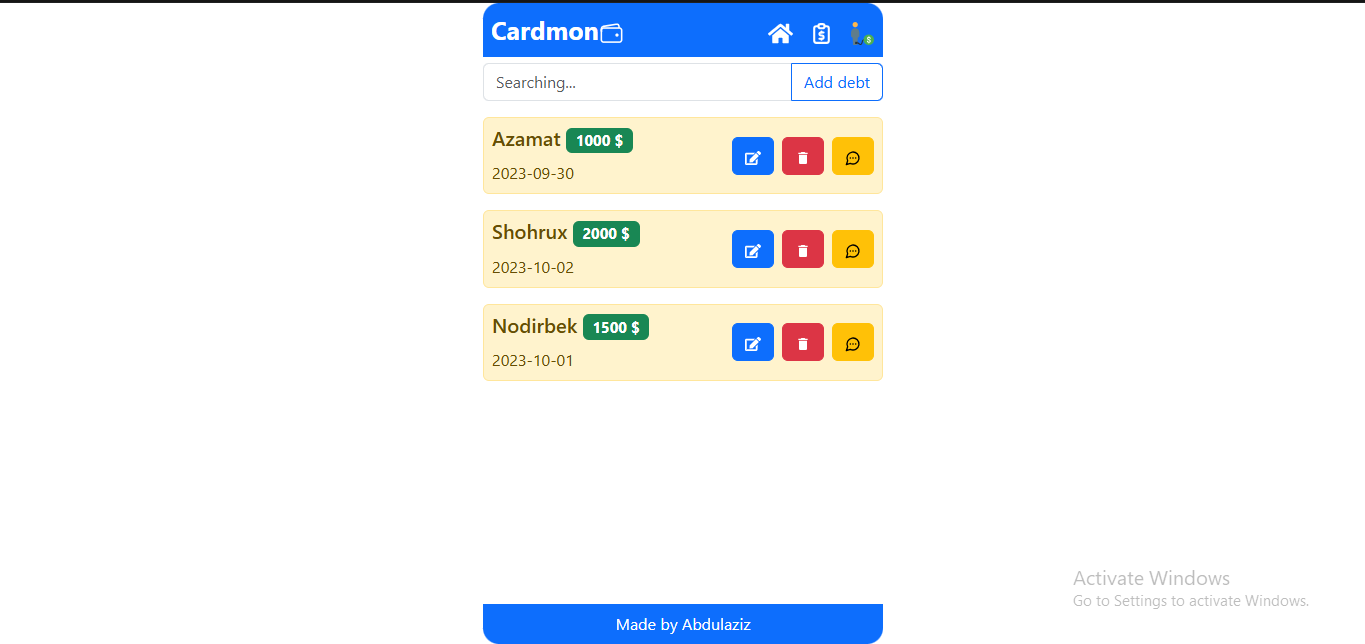 Cardmon
Searching...
Add debt
Azamat 1000 $
2023-09-30
Shohrux 2000 $
2023-10-02
Nodirbek 1500 $
2023-10-01
Activate Windows
Go to Settings to activate Windows.
Made by Abdulaziz